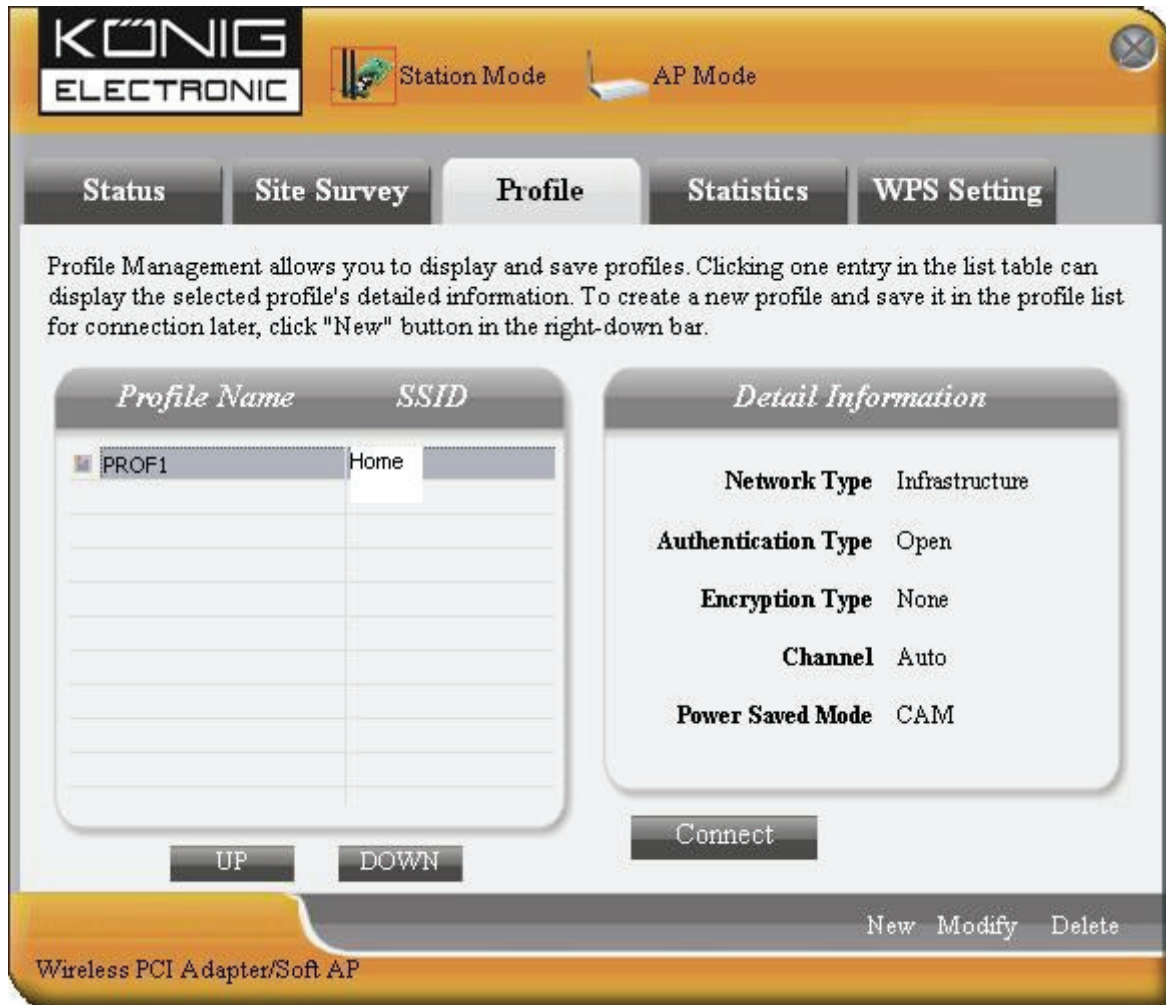 KÖNIG
ELECTRONIC
Station Mode AP Mode
Status Site Survey Profile Statistics WPS Setting
Profile Management allows you to display and save profiles. Clicking one entry in the list table can
display the selected profile's detailed information. To create a new profile and save it in the profile list
for connection later, click "New" button in the right-down bar.
Profile Name SSID
PROF1 Home
Detail Information
Network Type Infrastructure
Authentication Type Open
Encryption Type None
Channel Auto
Power Saved Mode CAM
UP DOWN
Connect
New Modify Delete
Wireless PCI Adapter/Soft AP